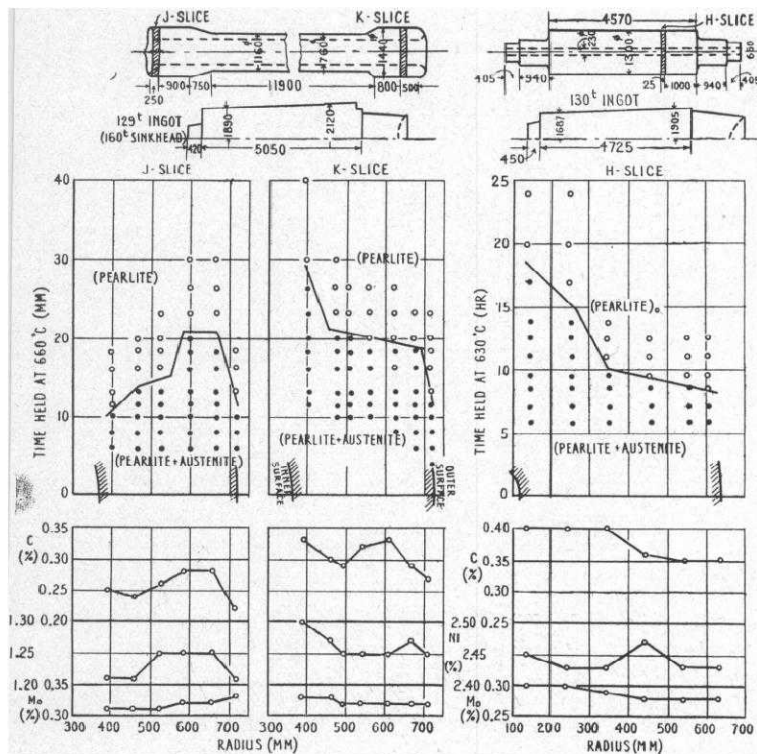 J-SLICE
K-SLICE
4570
H-SLICE
1160
760
1440
230
1300
650
900
750
11900
800
500
250
405
940
25
1000
940
405
129t INGOT
(160t SINKHEAD)
1890
2120
420
5050
130t INGOT
1687
1905
450
4725
J-SLICE
K-SLICE
H-SLICE
40
30
20
10
0
TIME HELD AT 660°C (MM)
(PEARLITE)
(PEARLITE+AUSTENITE)
(PEARLITE)
(PEARLITE+AUSTENITE)
INNER
SURFACE
OUTER
SURFACE
25
20
15
10
5
0
TIME HELD AT 630°C (HR)
(PEARLITE)
(PEARLITE+AUSTENITE)
C
(%)
0.35
0.30
0.25
1.30
0.20
1.25
1.20
0.35
Mo
(%)
0.30
2.50
NI
(%)
2.45
2.40
C
(%)
0.40
0.35
0.30
Mo
(%)
0.25
300 400 500 600 700
300 400 500 600 700
100 200 300 400 500 600 700
RADIUS (MM)
RADIUS (MM)